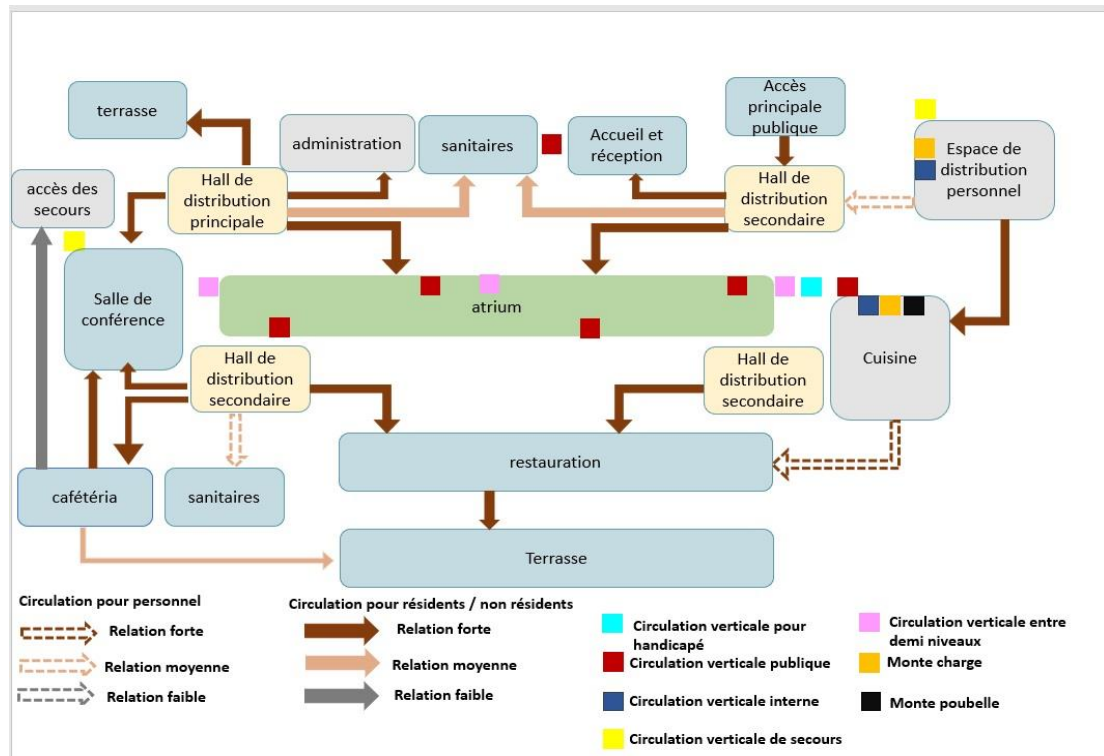 terrasse
administration
sanitaires
Accueil et
réception
Accès
principale
publique
Espace de
distribution
personnel
accès des
secours
Hall de
distribution
principale
Hall de
distribution
secondaire
Salle de
conférence
atrium
Cuisine
Hall de
distribution
secondaire
Hall de
distribution
secondaire
restauration
cafétéria
sanitaires
Terrasse
Circulation pour personnel
Relation forte
Relation moyenne
Relation faible
Circulation pour résidents / non résidents
Relation forte
Relation moyenne
Relation faible
Circulation verticale pour
handicapé
Circulation verticale publique
Circulation verticale interne
Circulation verticale de secours
Circulation verticale entre
demi niveaux
Monte charge
Monte poubelle